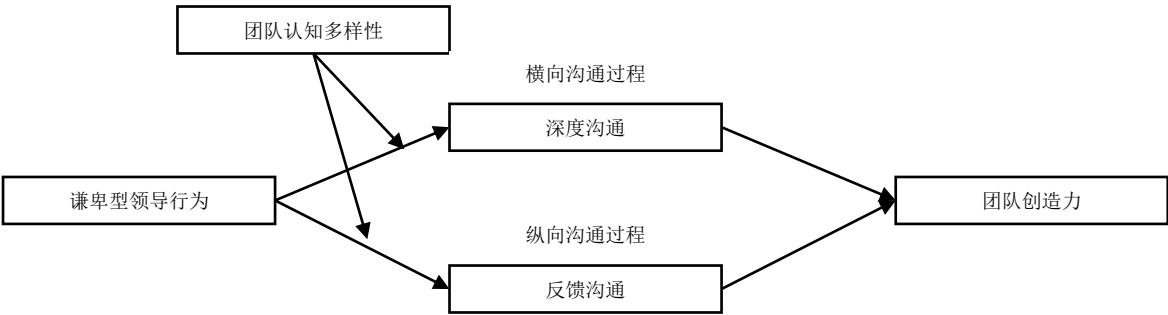 团队认知多样性
横向沟通过程
深度沟通
谦卑型领导行为
团队创造力
纵向沟通过程
反馈沟通